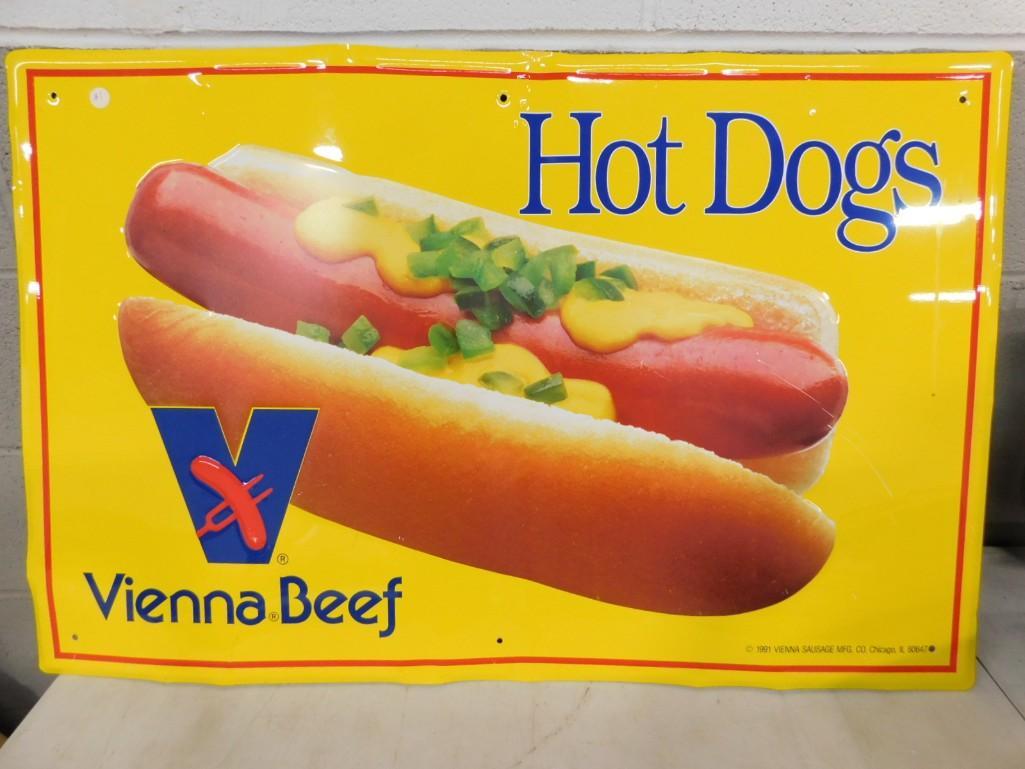 Hot Dogs
V
®
Vienna® Beef
© 1991 VIENNA SAUSAGE MFG. CO. Chicago, IL 60647